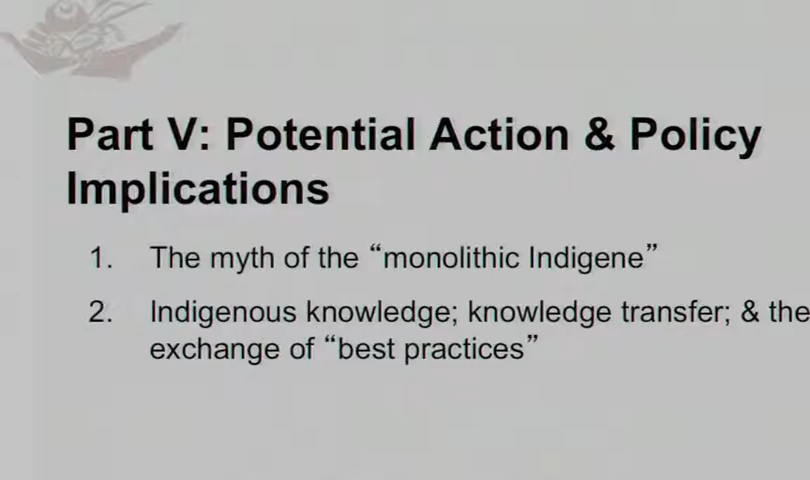 Part V: Potential Action & Policy
Implications
1. The myth of the “monolithic Indigene”
2. Indigenous knowledge; knowledge transfer; & the
exchange of “best practices”